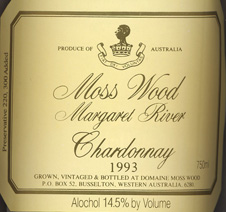 PRODUCE OF AUSTRALIA
Moss Wood
Margaret River
Chardonnay
1993
750ml
GROWN, VINTAGED & BOTTLED AT DOMAINE MOSS WOOD
P.O. BOX 52. BUSSELTON, WESTERN AUSTRALIA. 6280
Alochol 14.5% by Volume
Preservative 220, 300 Added